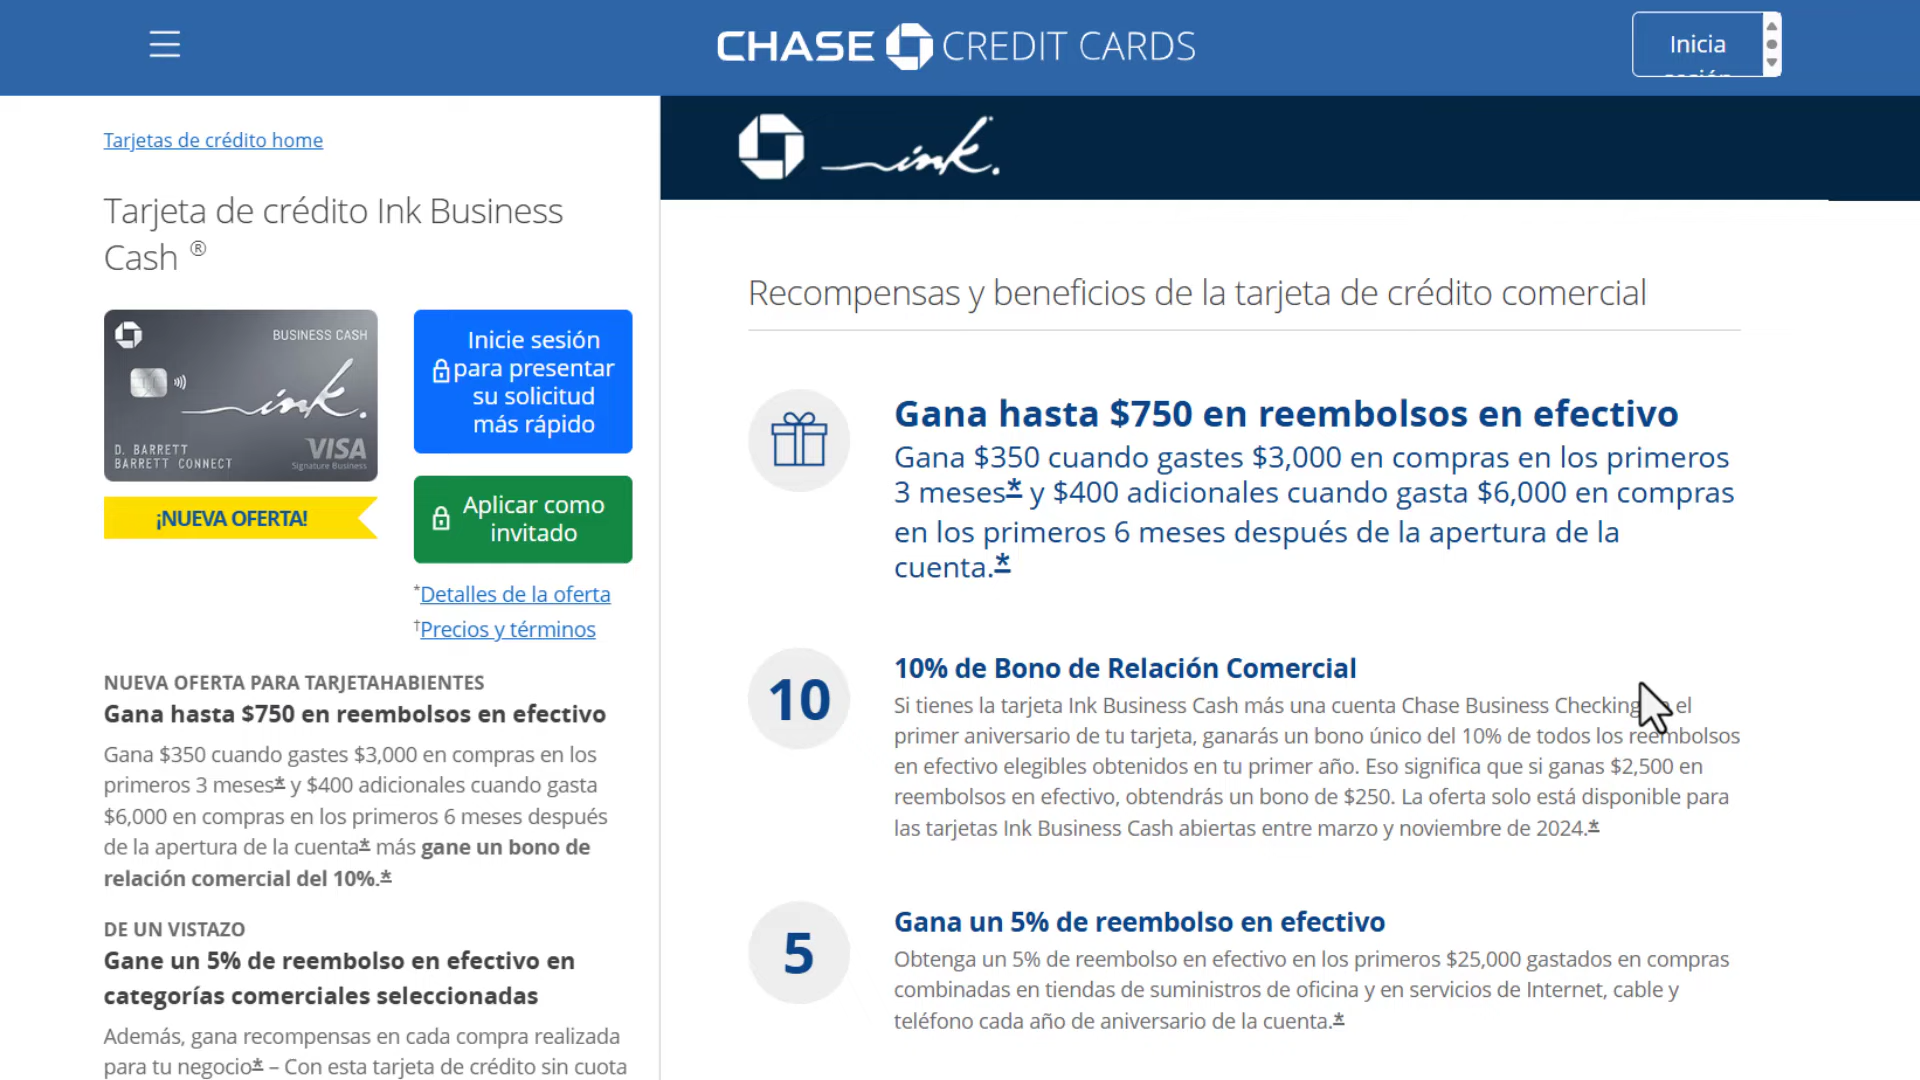 CHASE CREDIT CARDS
Inicia
Tarjetas de crédito home
Tarjeta de crédito Ink Business
Cash ®
BUSINESS CASH
ink.
D. BARRETT
BARRETT CONNECT
VISA
Signature Business
¡NUEVA OFERTA!
Inicie sesión
para presentar
su solicitud
más rápido
Aplicar como
invitado
*Detalles de la oferta
†Precios y términos
NUEVA OFERTA PARA TARJETAHABIENTES
Gana hasta $750 en reembolsos en efectivo
Gana $350 cuando gastes $3,000 en compras en los
primeros 3 meses* y $400 adicionales cuando gasta
$6,000 en compras en los primeros 6 meses después
de la apertura de la cuenta* más gane un bono de
relación comercial del 10%.*
DE UN VISTAZO
Gane un 5% de reembolso en efectivo en
categorías comerciales seleccionadas
Además, gana recompensas en cada compra realizada
para tu negocio* – Con esta tarjeta de crédito sin cuota
ink.
Recompensas y beneficios de la tarjeta de crédito comercial
Gana hasta $750 en reembolsos en efectivo
Gana $350 cuando gastes $3,000 en compras en los primeros
3 meses* y $400 adicionales cuando gasta $6,000 en compras
en los primeros 6 meses después de la apertura de la
cuenta.*
10
10% de Bono de Relación Comercial
Si tienes la tarjeta Ink Business Cash más una cuenta Chase Business Checking el
primer aniversario de tu tarjeta, ganarás un bono único del 10% de todos los reembolsos
en efectivo elegibles obtenidos en tu primer año. Eso significa que si ganas $2,500 en
reembolsos en efectivo, obtendrás un bono de $250. La oferta solo está disponible para
las tarjetas Ink Business Cash abiertas entre marzo y noviembre de 2024.*
5
Gana un 5% de reembolso en efectivo
Obtenga un 5% de reembolso en efectivo en los primeros $25,000 gastados en compras
combinadas en tiendas de suministros de oficina y en servicios de Internet, cable y
teléfono cada año de aniversario de la cuenta.*